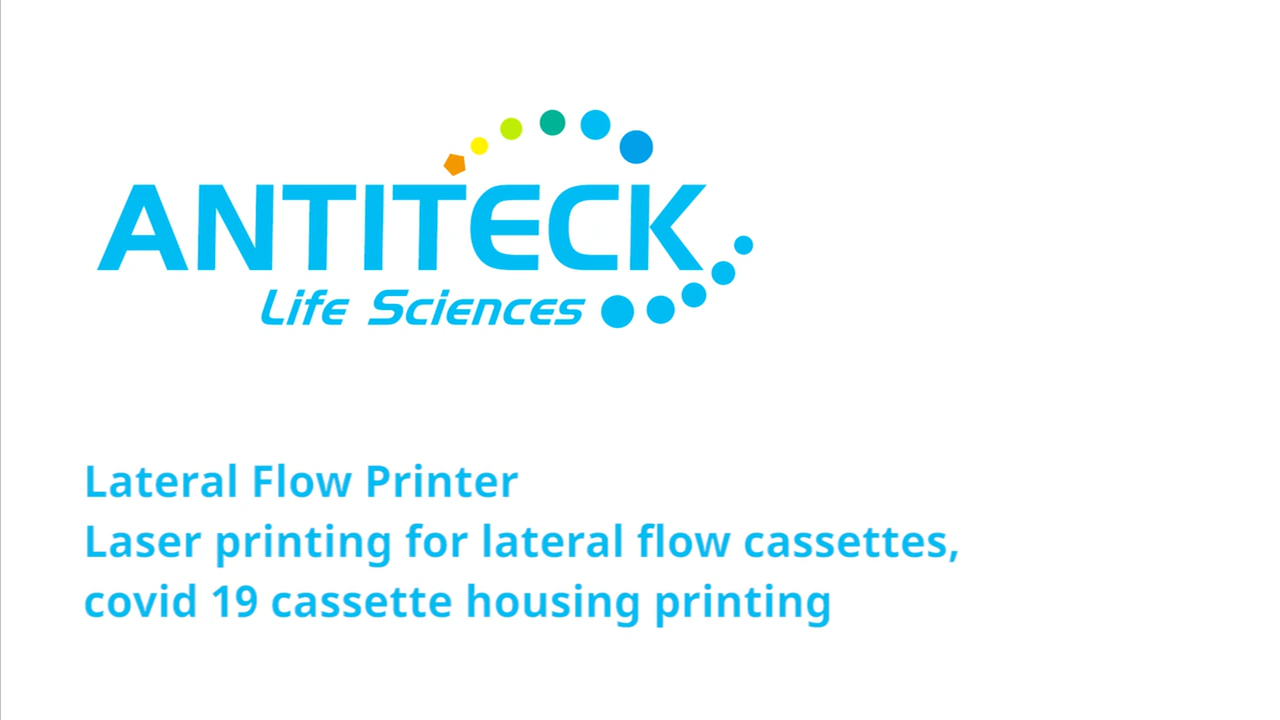 ANTITECK
Life Sciences
Lateral Flow Printer
Laser printing for lateral flow cassettes,
covid 19 cassette housing printing